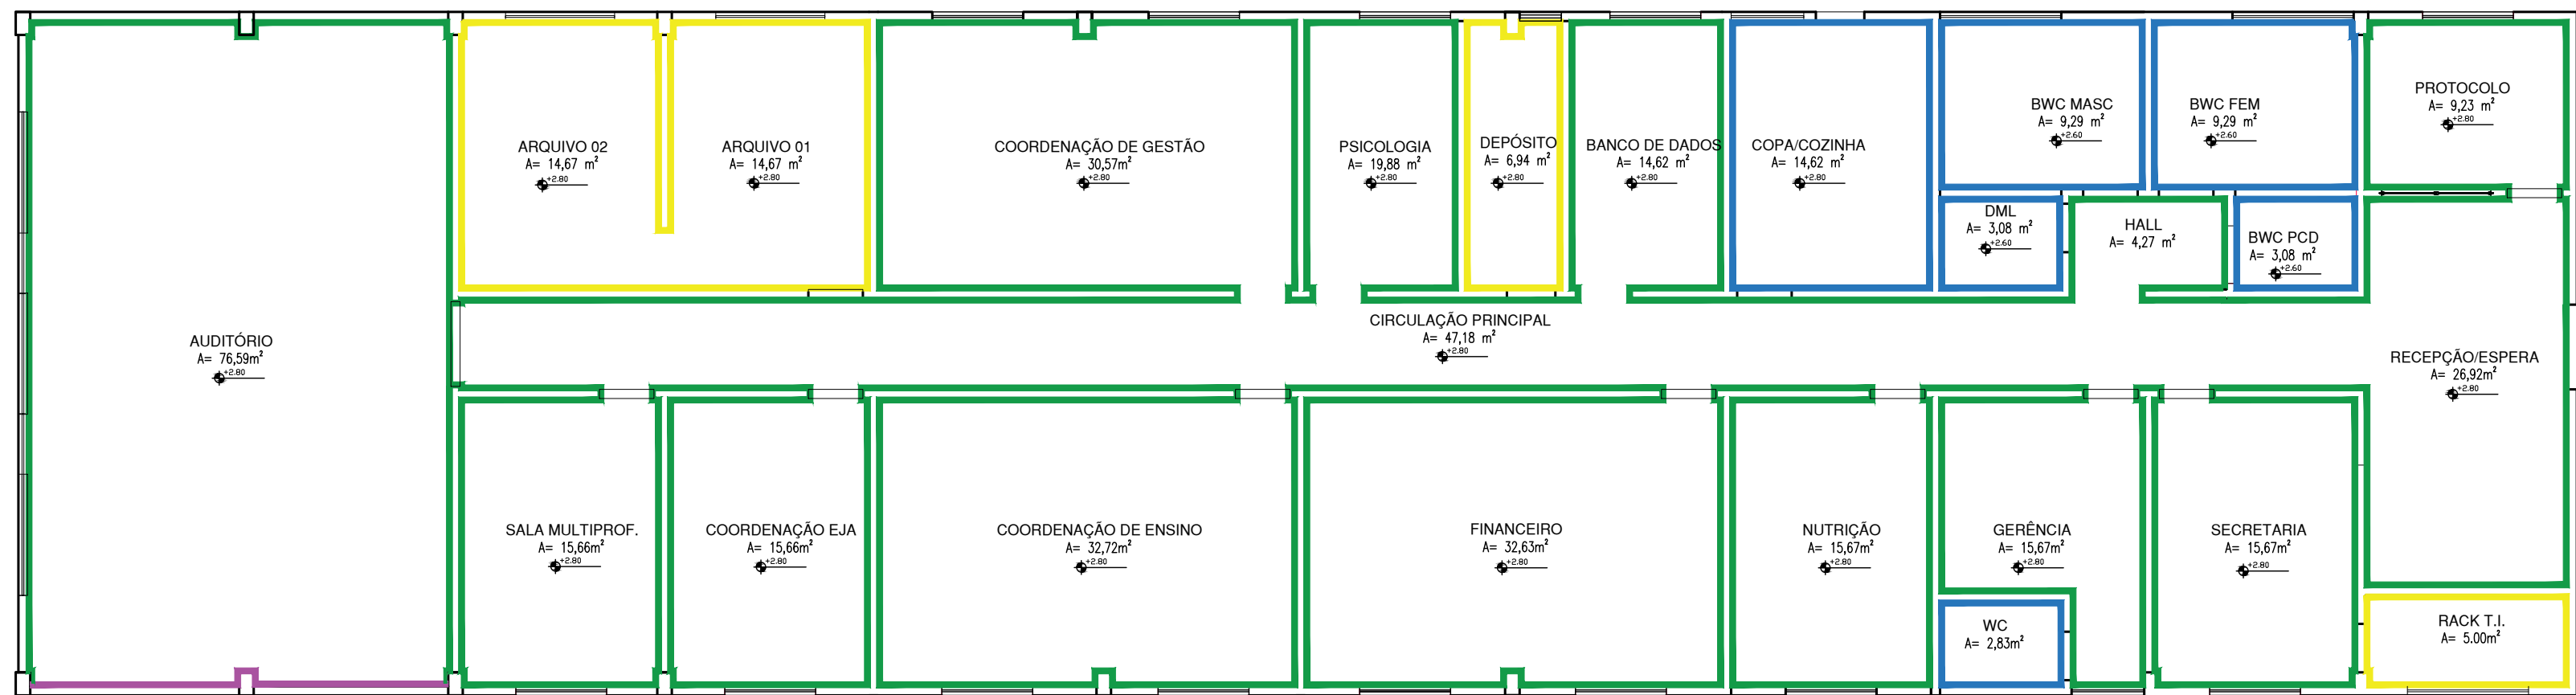 ARQUIVO 02
A= 14,67 m²
+2.80
ARQUIVO 01
A= 14,67 m²
+2.80
COORDENAÇÃO DE GESTÃO
A= 30,57m²
+2.80
PSICOLOGIA
A= 19,88 m²
+2.80
DEPÓSITO
A= 6,94 m²
+2.80
BANCO DE DADOS
A= 14,62 m²
+2.80
COPA/COZINHA
A= 14,62 m²
+2.80
BWC MASC
A= 9,29 m²
+2.60
BWC FEM
A= 9,29 m²
+2.60
PROTOCOLO
A= 9,23 m²
+2.80
DML
A= 3,08 m²
+2.60
HALL
A= 4,27 m²
BWC PCD
A= 3,08 m²
+2.60
AUDITÓRIO
A= 76,59m²
+2.80
CIRCULAÇÃO PRINCIPAL
A= 47,18 m²
+2.80
RECEPÇÃO/ESPERA
A= 26,92m²
+2.80
SALA MULTIPROF.
A= 15,66m²
+2.80
COORDENAÇÃO EJA
A= 15,66m²
+2.80
COORDENAÇÃO DE ENSINO
A= 32,72m²
+2.80
FINANCEIRO
A= 32,63m²
+2.80
NUTRIÇÃO
A= 15,67m²
+2.80
GERÊNCIA
A= 15,67m²
+2.80
SECRETARIA
A= 15,67m²
+2.80
WC
A= 2,83m²
RACK T.I.
A= 5.00m²